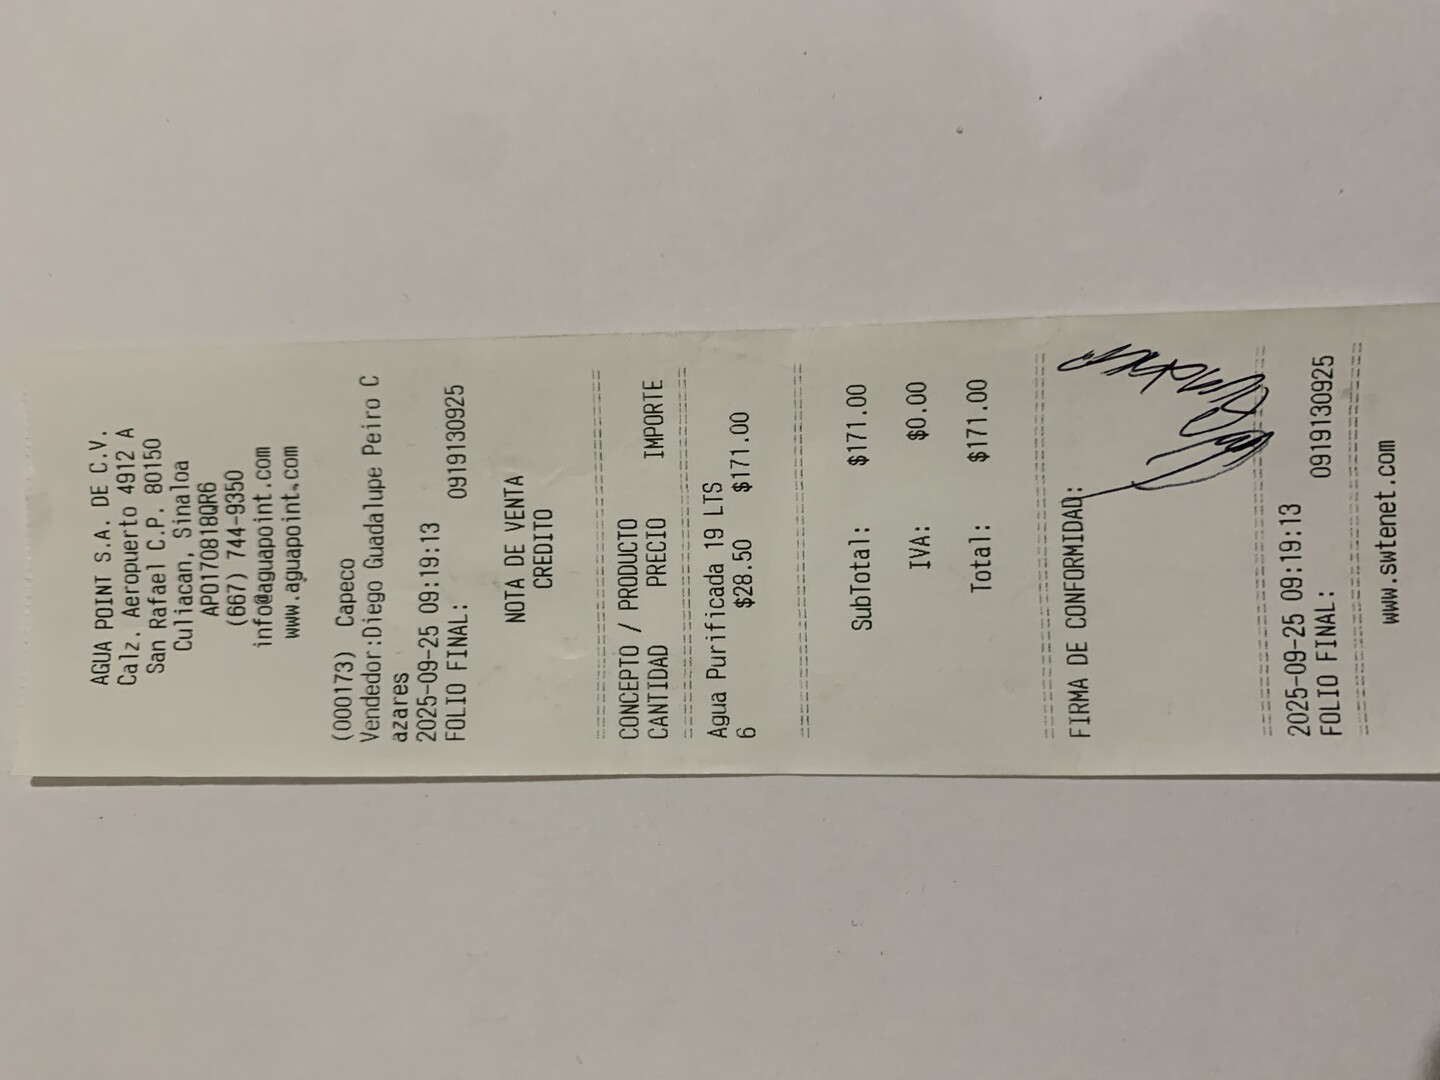 AGUA POINT S.A. DE C.V.
Calz. Aeropuerto 4912 A
San Rafael C.P. 80150
Culiacan, Sinaloa
APO170818QR6
(667) 744-9350
info@aguapoint.com
www.aguapoint.com
(000173) Capeco
Vendedor:Diego Guadalupe Peiro C
azares
2025-09-25 09:19:13
FOLIO FINAL: 0919130925
NOTA DE VENTA
CREDITO
CONCEPTO / PRODUCTO
CANTIDAD PRECIO IMPORTE
Agua Purificada 19 LTS
6 $28.50 $171.00
SubTotal: $171.00
IVA: $0.00
Total: $171.00
FIRMA DE CONFORMIDAD:
2025-09-25 09:19:13
FOLIO FINAL: 0919130925
www.swtenet.com